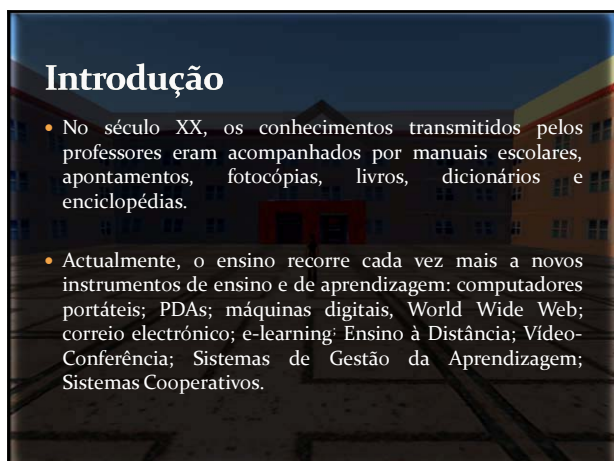 Introdução
• No século XX, os conhecimentos transmitidos pelos
professores eram acompanhados por manuais escolares,
apontamentos, fotocópias, livros, dicionários e
enciclopédias.
• Actualmente, o ensino recorre cada vez mais a novos
instrumentos de ensino e de aprendizagem: computadores
portáteis; PDAs; máquinas digitais, World Wide Web;
correio electrónico; e-learning; Ensino à Distância; Vídeo-
Conferência; Sistemas de Gestão da Aprendizagem;
Sistemas Cooperativos.